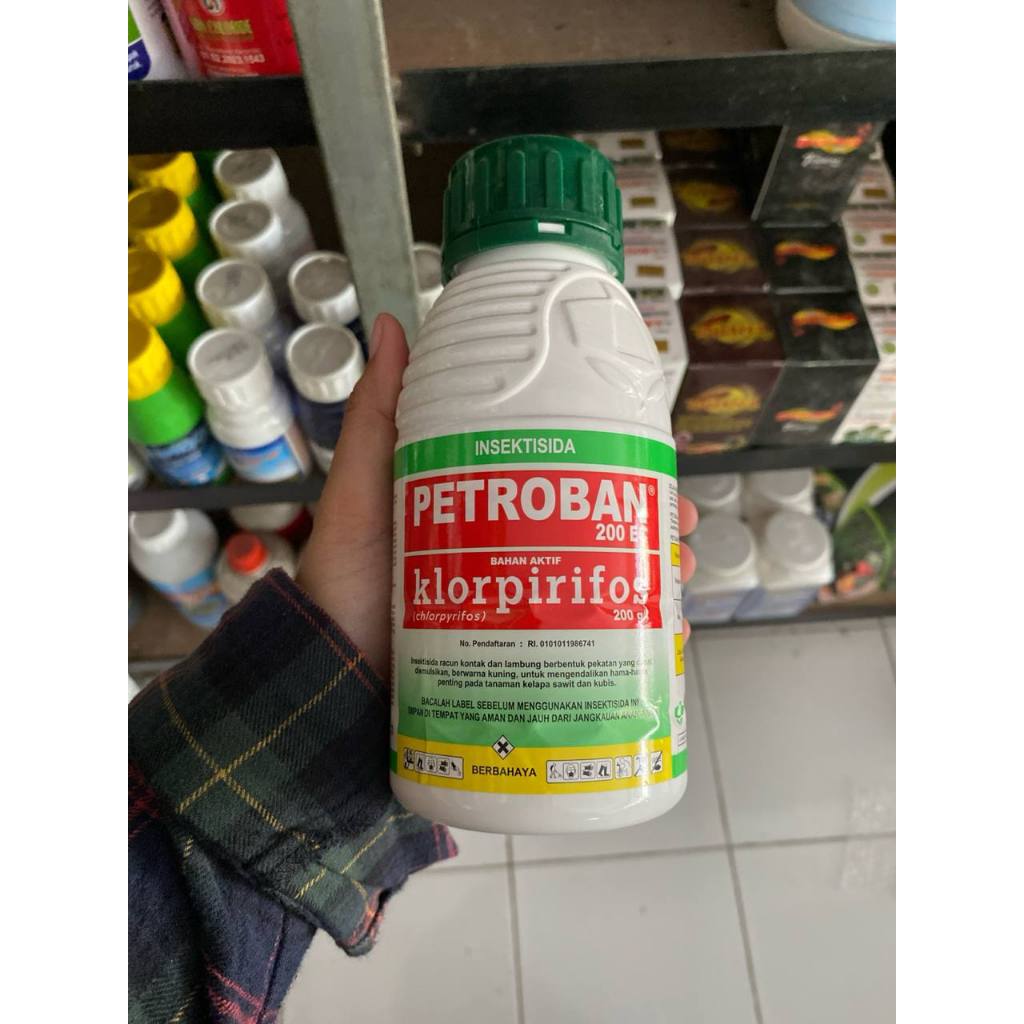 INSEKTISIDA
PETROBAN®
200 EC
BAHAN AKTIF
klorpirifos
(chlorpyrifos)
200 g/l
No. Pendaftaran : RI. 0101011986741
Insektisida racun kontak dan lambung berbentuk pekatan yang dapat
diemulsikan, berwarna kuning, untuk mengendalikan hama-hama
penting pada tanaman kelapa sawit dan kubis.
BACALAH LABEL SEBELUM MENGGUNAKAN INSEKTISIDA INI
SIMPAN DI TEMPAT YANG AMAN DAN JAUH DARI JANGKAUAN ANAK
BERBAHAYA